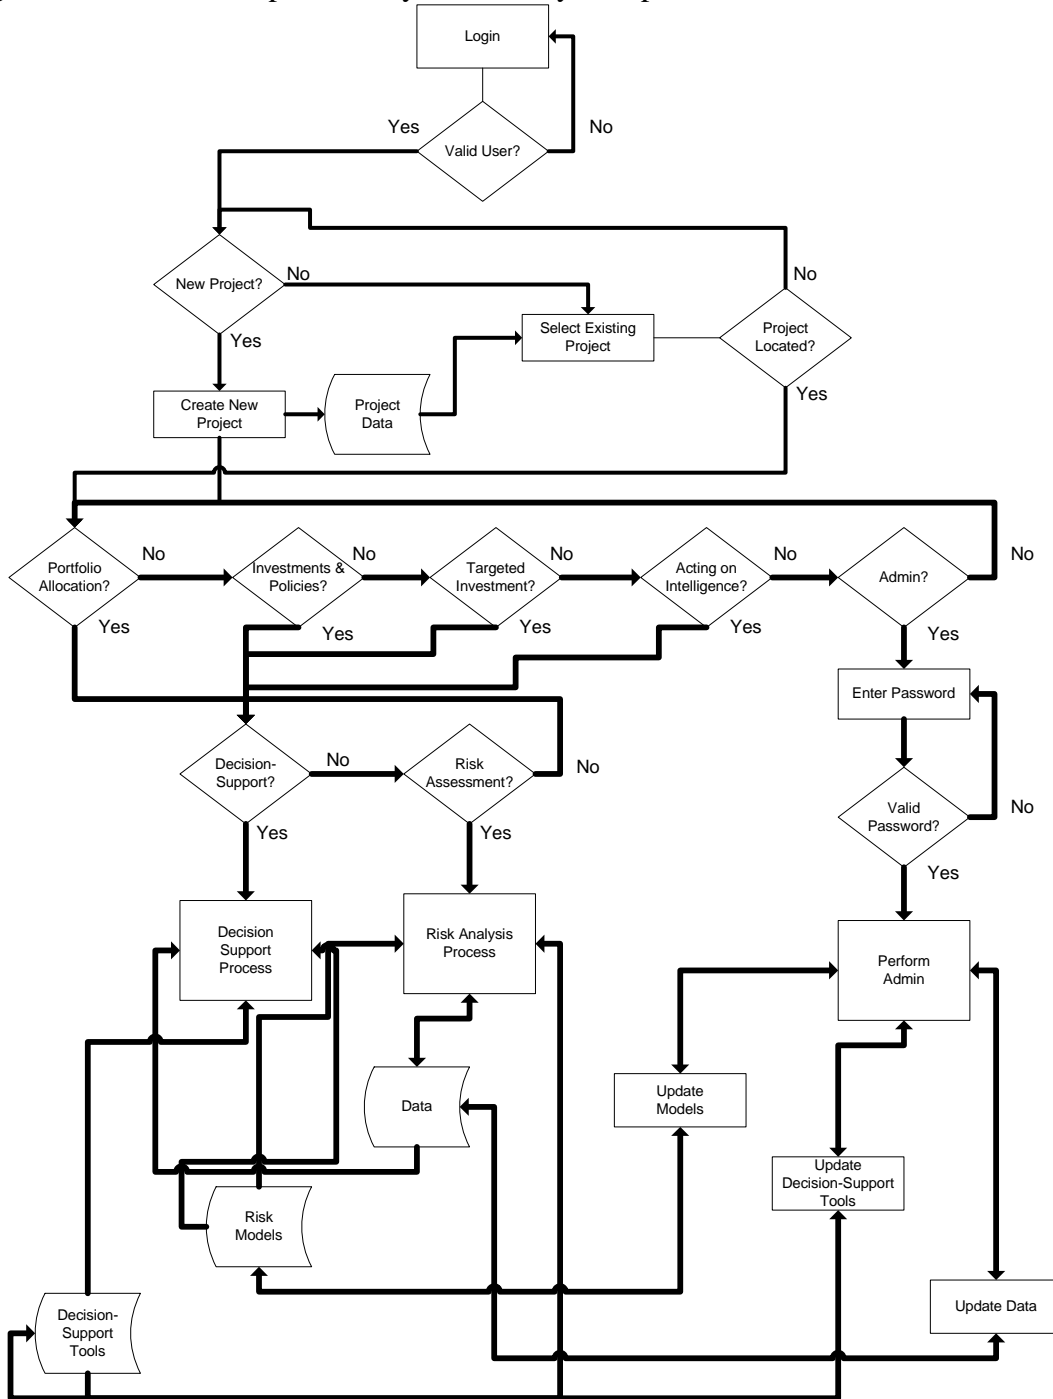 Login
Yes
No
Valid User?
New Project?
No
No
Select Existing
Project
Project
Located?
Yes
Yes
Create New
Project
Project
Data
Portfolio
Allocation?
No
Investments &
Policies?
No
Targeted
Investment?
No
Acting on
Intelligence?
No
Admin?
No
Yes
Yes
Yes
Yes
Yes
Enter Password
Decision-
Support?
No
Risk
Assessment?
No
Valid
Password?
No
Yes
Yes
Yes
Decision
Support
Process
Risk Analysis
Process
Perform
Admin
Data
Update
Models
Update
Decision-Support
Tools
Risk
Models
Decision-
Support
Tools
Update Data